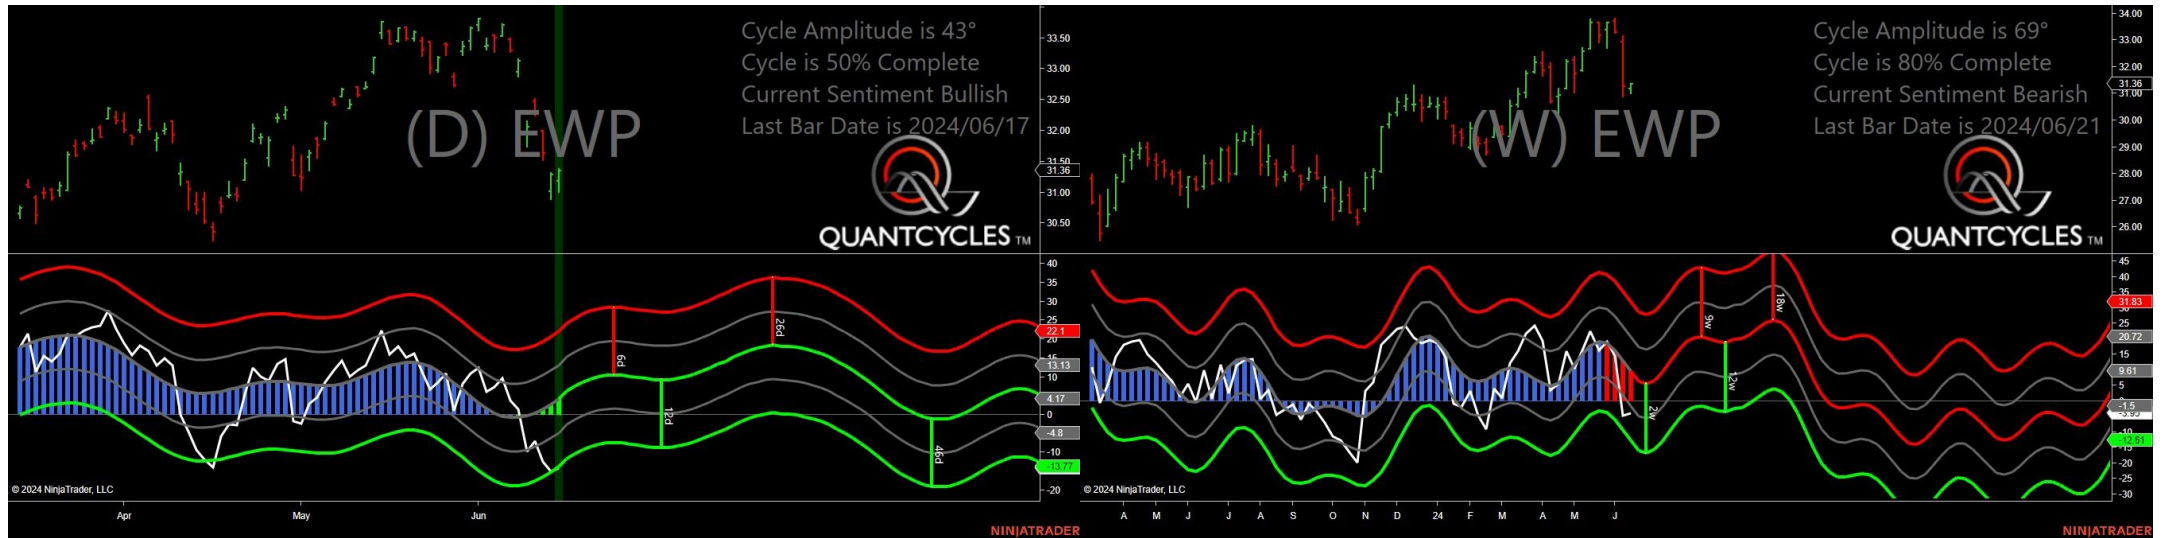 Cycle Amplitude is 43°
Cycle is 50% Complete
Current Sentiment Bullish
Last Bar Date is 2024/06/17
(D) EWP
QUANTCYCLES TM
33.50
33.00
32.50
32.00
31.50
31.36
31.00
30.50
40
35
30
25
22.1
20
15
13.13
10
4.17
0
-4.8
-10
-13.77
-20
6d
12d
26d
46d
© 2024 NinjaTrader, LLC
Apr
May
Jun
NINJATRADER
Cycle Amplitude is 69°
Cycle is 80% Complete
Current Sentiment Bearish
Last Bar Date is 2024/06/21
(W) EWP
QUANTCYCLES TM
34.00
33.00
32.00
31.36
31.00
30.00
29.00
28.00
27.00
26.00
45
40
35
31.83
25
20.72
15
9.61
5
-1.5
-3.95
-10
-12.61
-20
-25
-30
2w
9w
12w
18w
© 2024 NinjaTrader, LLC
A
M
J
J
A
S
O
N
D
24
F
M
A
M
J
NINJATRADER